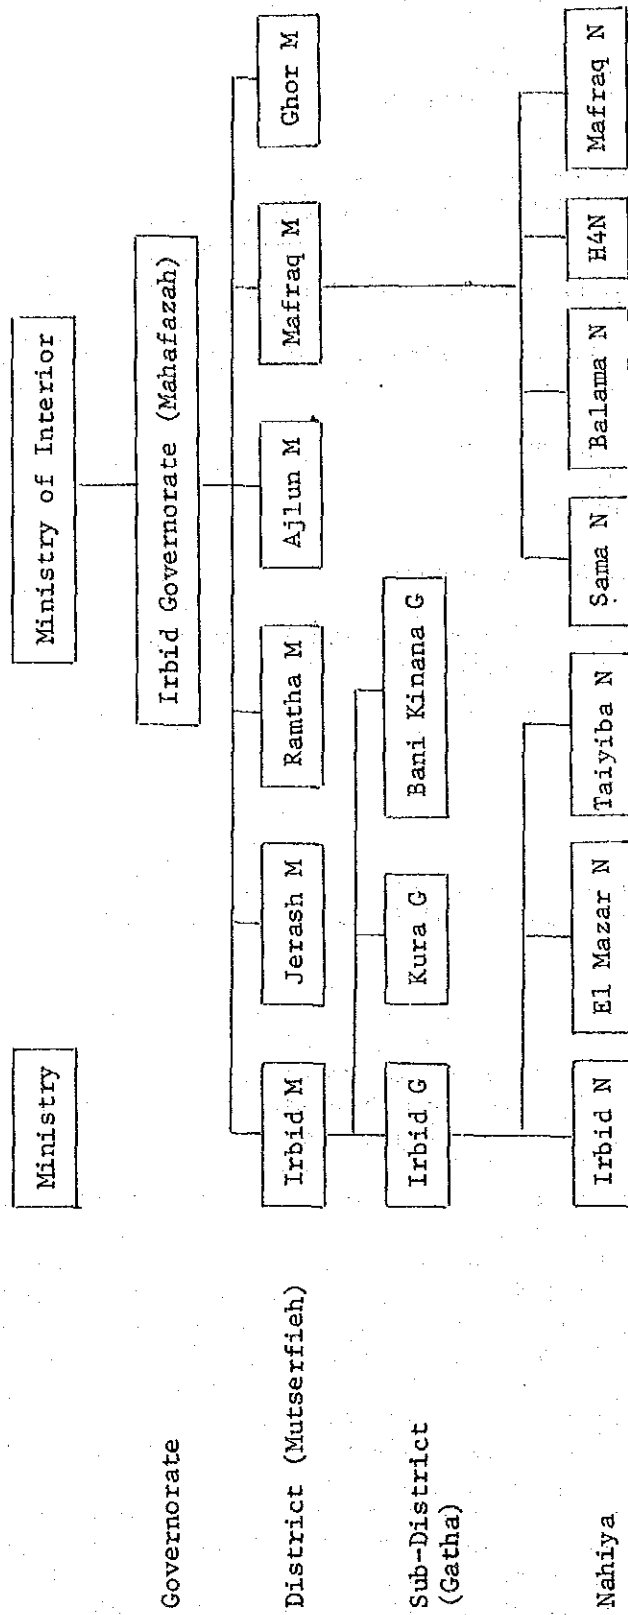 Ministry
Ministry of Interior
Governorate
Irbid Governorate (Mahafazah)
District (Mutserfieh)
Irbid M
Jerash M
Ramtha M
Ajlun M
Mafraq M
Ghor M
Sub-District
(Gatha)
Irbid G
Kura G
Bani Kinana G
Nahiya
Irbid N
El Mazar N
Taiyiba N
Sama N
Balama N
H4N
Mafraq N